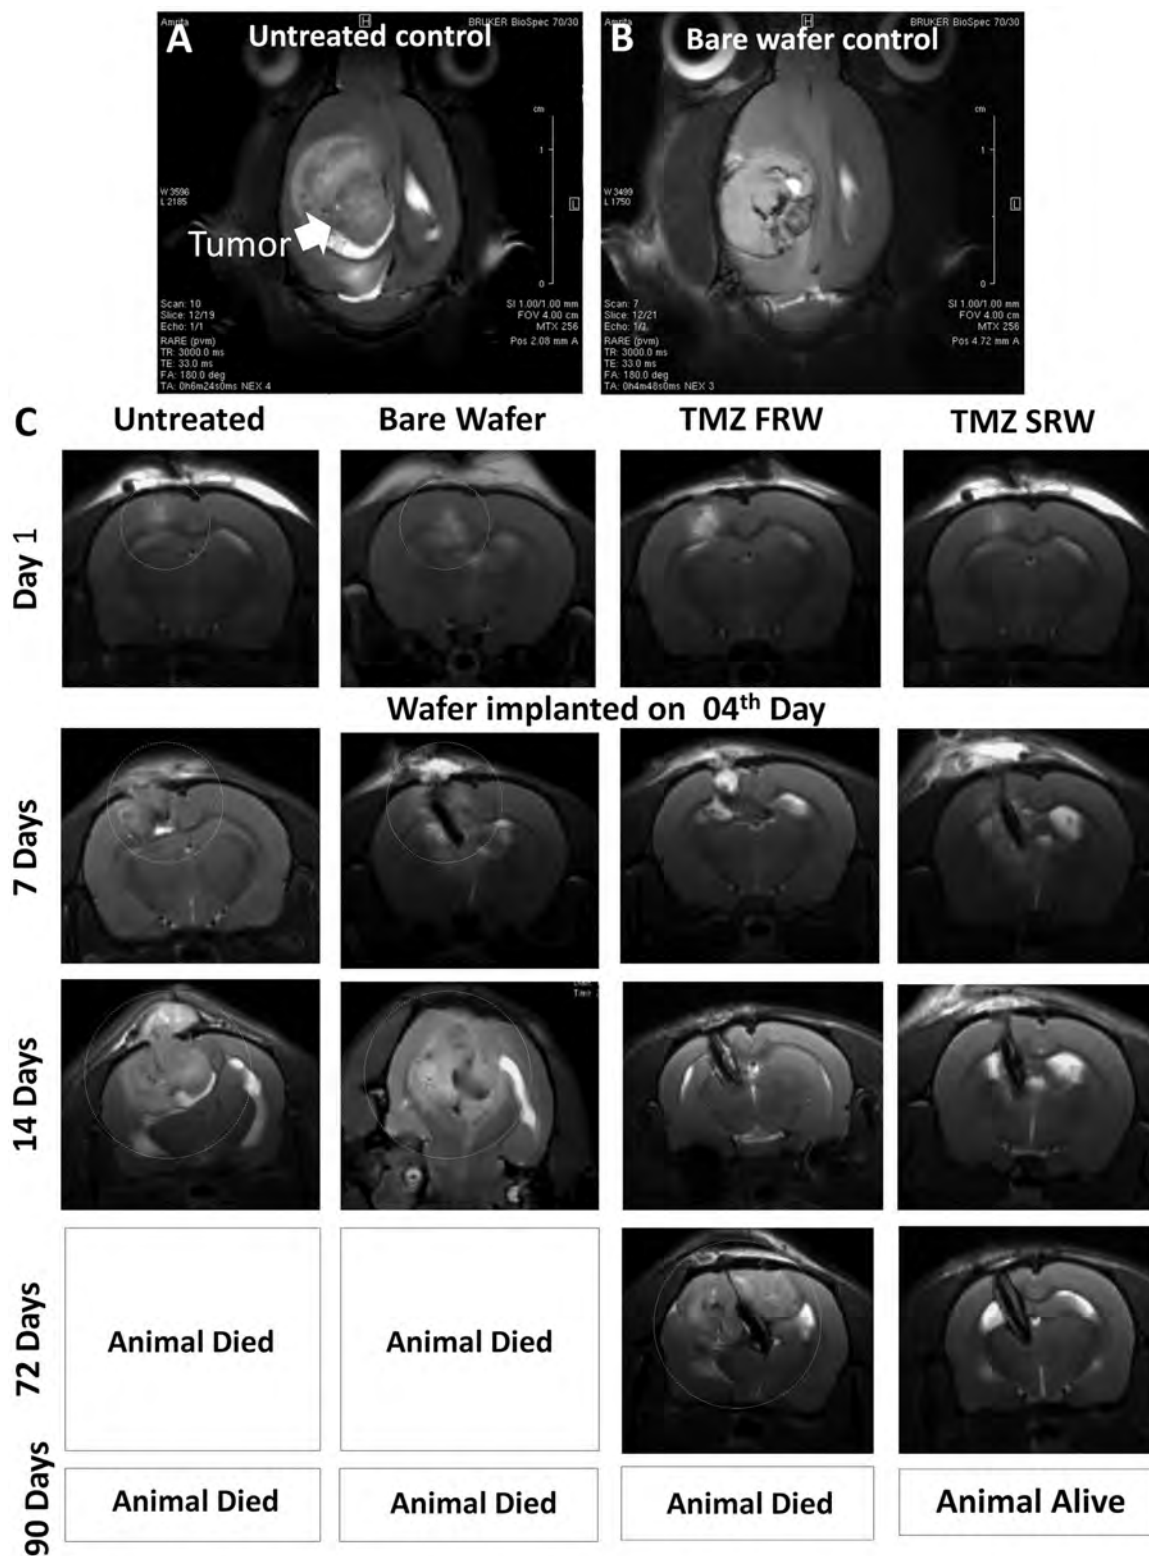 Amrita
H
BRUKER BioSpec 70/30
A
Untreated control
cm
1
W 3596
L 2185
L
Tumor
0
Scan: 10
Slice: 12/19
Echo: 1/1
RARE (pvm)
TR: 3000.0 ms
TE: 33.0 ms
FA: 180.0 deg
TA: 0h6m24s0ms NEX 4
SI 1.00/1.00 mm
FOV 4.00 cm
MTX 256
Pos 2.08 mm A
Amrita
H
BRUKER BioSpec 70/30
B
Bare wafer control
cm
1
W 3499
L 1750
L
0
Scan: 7
Slice: 12/21
Echo: 1/1
RARE (pvm)
TR: 3000.0 ms
TE: 33.0 ms
FA: 180.0 deg
TA: 0h4m48s0ms NEX 3
SI 1.00/1.00 mm
FOV 4.00 cm
MTX 256
Pos 4.72 mm A
C
Untreated
Bare Wafer
TMZ FRW
TMZ SRW
Day 1
Wafer implanted on 04th Day
7 Days
14 Days
72 Days
Animal Died
Animal Died
90 Days
Animal Died
Animal Died
Animal Died
Animal Alive